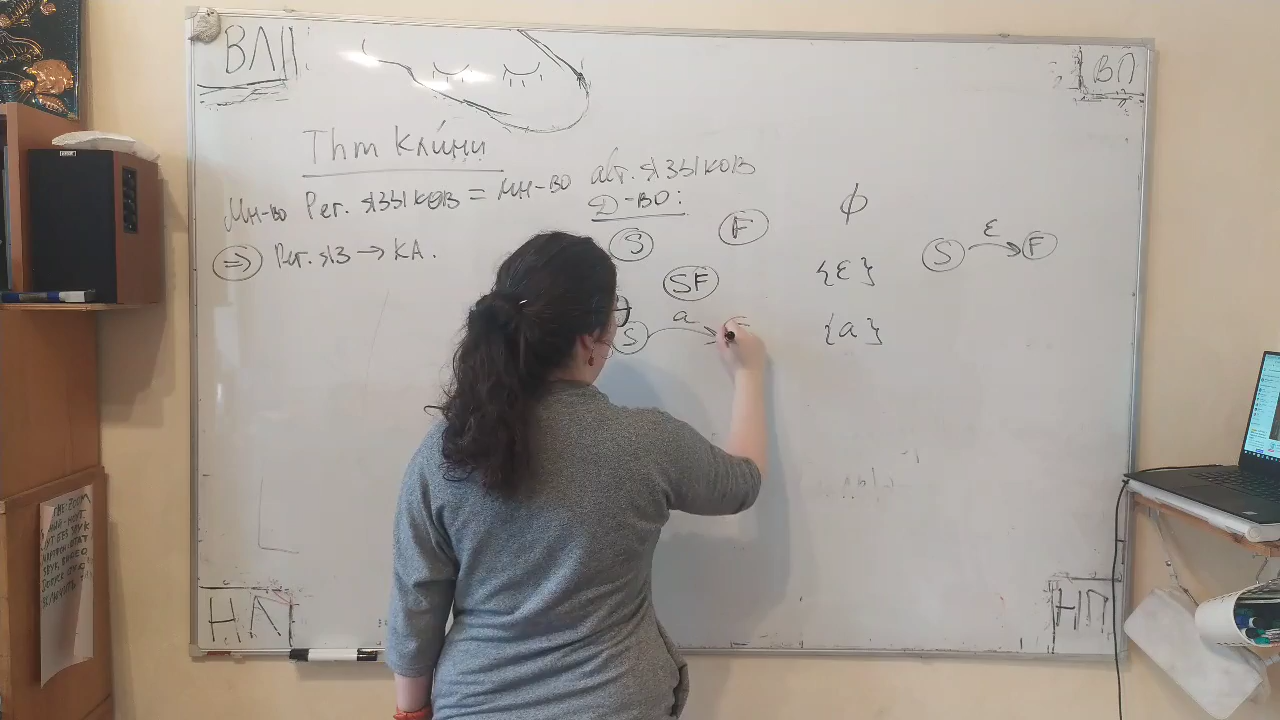 ВЛП
ВП
Thm Клини
Мн-во Рег. языков = мн-во авт. языков
Д-во:
⇒ Рег. яз → КА.
S F ∅
S ε F
SF {ε}
S a F {a}
НЛ
НП